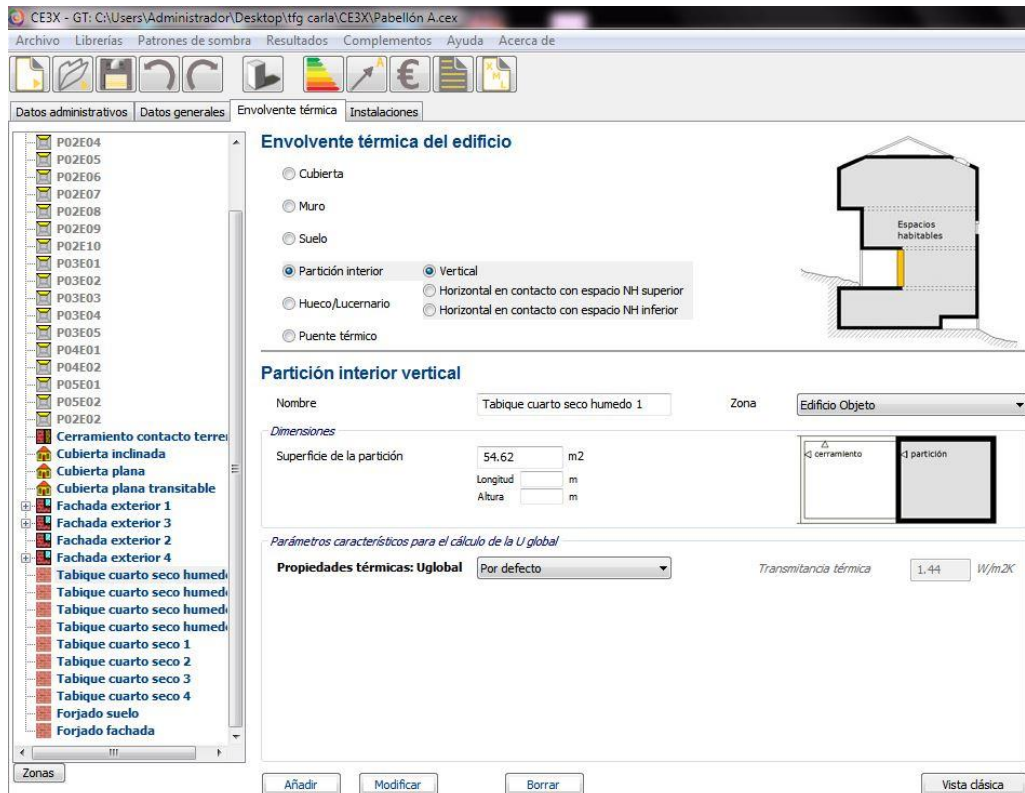 CE3X - GT: C:\Users\Administrador\Desktop\tfg carla\CE3X\Pabellón A.cex
Archivo Librerías Patrones de sombra Resultados Complementos Ayuda Acerca de
A
€
XML
Datos administrativos Datos generales Envolvente térmica Instalaciones
P02E04
P02E05
P02E06
P02E07
P02E08
P02E09
P02E10
P03E01
P03E02
P03E03
P03E04
P03E05
P04E01
P04E02
P05E01
P05E02
P02E02
Cerramiento contacto terrer
Cubierta inclinada
Cubierta plana
Cubierta plana transitable
Fachada exterior 1
Fachada exterior 3
Fachada exterior 2
Fachada exterior 4
Tabique cuarto seco humedo
Tabique cuarto seco humedo
Tabique cuarto seco humedo
Tabique cuarto seco humedo
Tabique cuarto seco 1
Tabique cuarto seco 2
Tabique cuarto seco 3
Tabique cuarto seco 4
Forjado suelo
Forjado fachada
Zonas
Envolvente térmica del edificio
Cubierta
Muro
Suelo
Partición interior
Hueco/Lucernario
Puente térmico
Vertical
Horizontal en contacto con espacio NH superior
Horizontal en contacto con espacio NH inferior
Espacios
habitables
Partición interior vertical
Nombre Tabique cuarto seco humedo 1 Zona Edificio Objeto
Dimensiones
Superficie de la partición 54.62 m2
Longitud m
Altura m
cerramiento partición
Parámetros característicos para el cálculo de la U global
Propiedades térmicas: Uglobal Por defecto Transmitancia térmica 1.44 W/m2K
Añadir Modificar Borrar Vista clásica